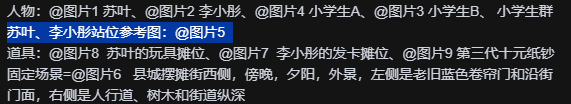 人物：@图片1 苏叶、@图片2 李小彤、@图片4 小学生A、@图片3 小学生B、 小学生群
苏叶、李小彤站位参考图：@图片5
道具：@图片8  苏叶的玩具摊位、@图片7  李小彤的发卡摊位、@图片9 第三代十元纸钞
固定场景=@图片6   县城摆摊街西侧，傍晚，夕阳，外景，左侧是老旧蓝色卷帘门和沿街
门面，右侧是人行道、树木和街道纵深